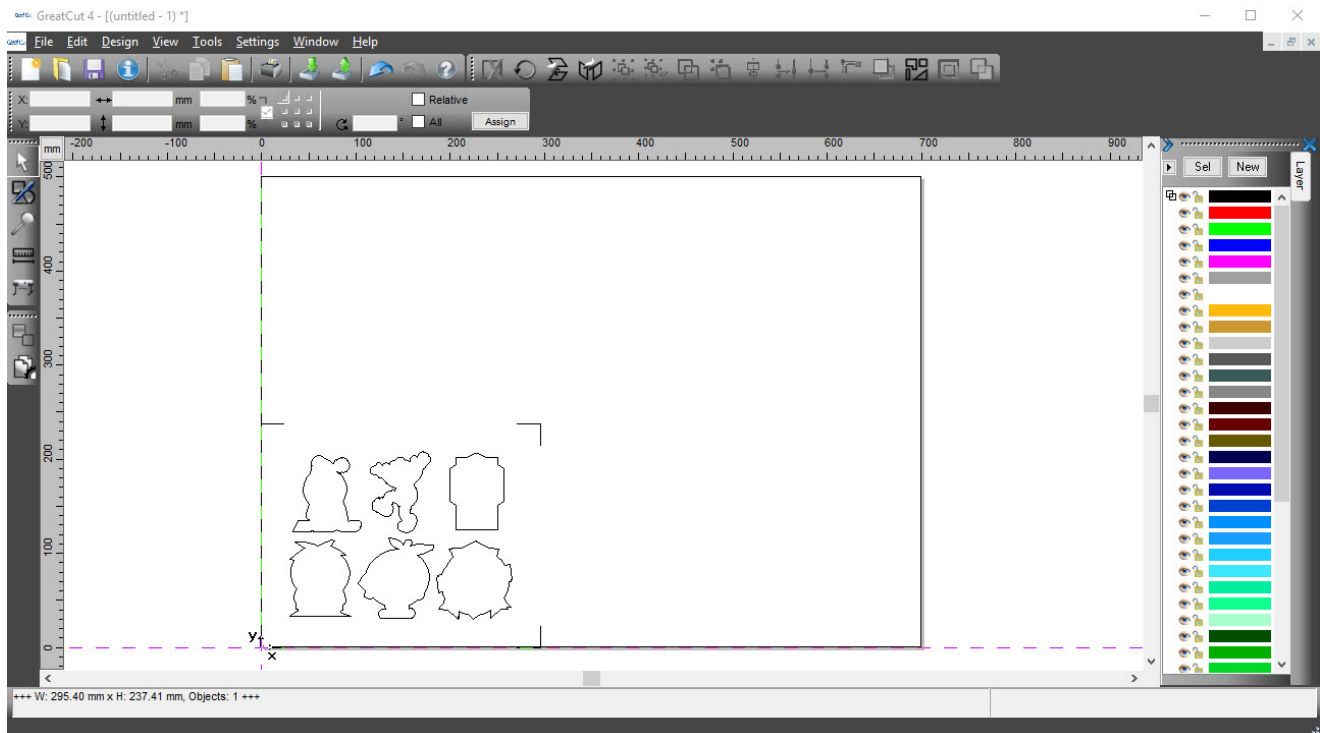 GreatCut 4 - [(untitled - 1) *]
File Edit Design View Tools Settings Window Help
X: mm % Relative
Y: mm % ° All Assign
mm -200 -100 0 100 200 300 400 500 600 700 800 900
Sel New
Layer
500
400
300
200
100
0
y
x
+++ W: 295.40 mm x H: 237.41 mm, Objects: 1 +++